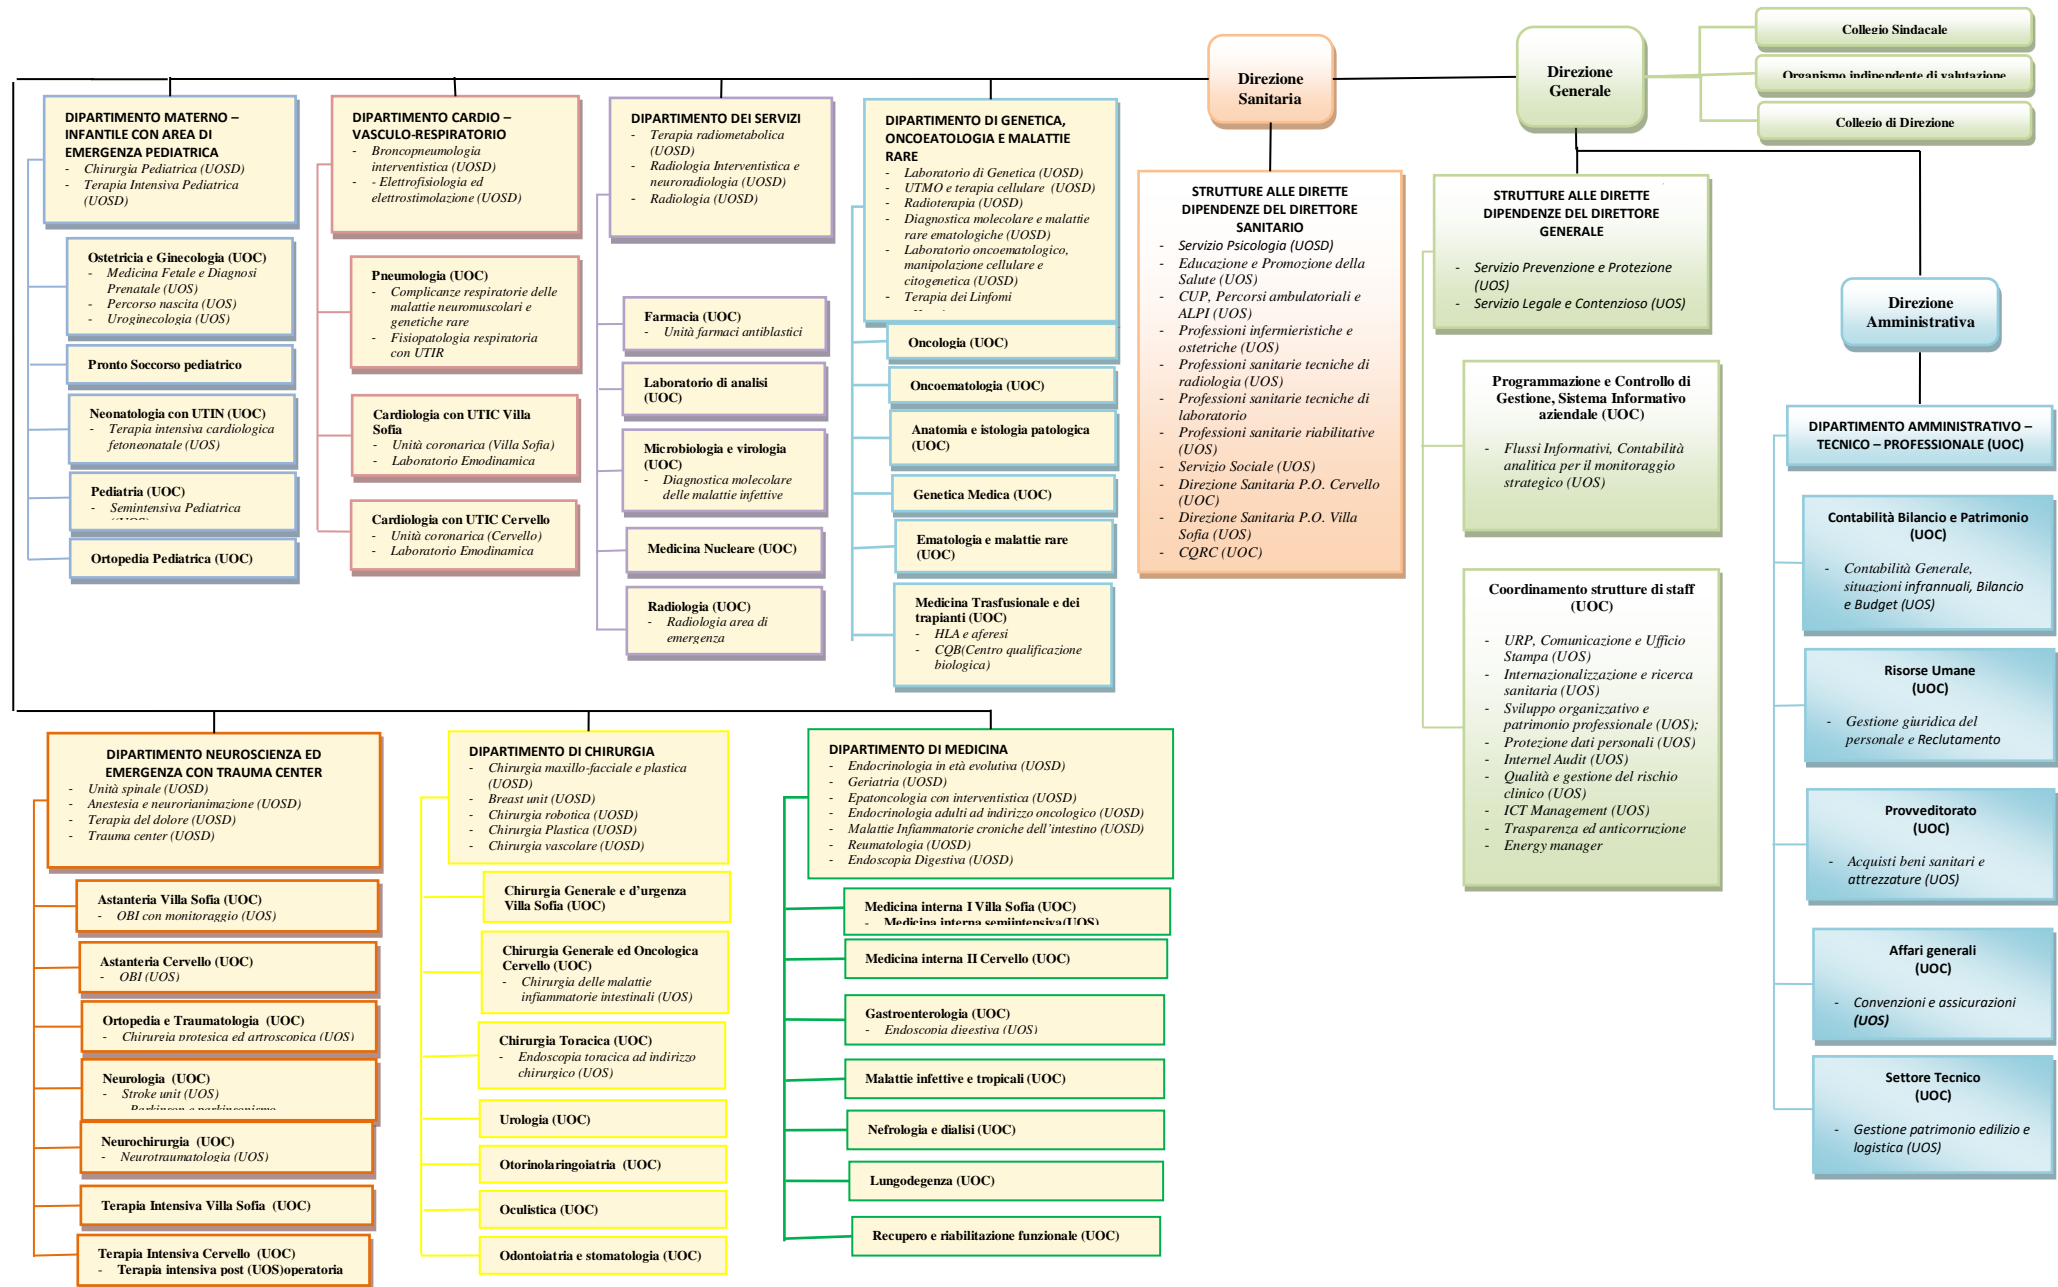 Collegio Sindacale
Organismo indipendente di valutazione
Collegio di Direzione
Direzione
Generale
Direzione
Sanitaria
DIPARTIMENTO MATERNO –
INFANTILE CON AREA DI
EMERGENZA PEDIATRICA
- Chirurgia Pediatrica (UOSD)
- Terapia Intensiva Pediatrica
(UOSD)
Ostetricia e Ginecologia (UOC)
- Medicina Fetale e Diagnosi
Prenatale (UOS)
- Percorso nascita (UOS)
- Uroginecologia (UOS)
Pronto Soccorso pediatrico
Neonatologia con UTIN (UOC)
- Terapia intensiva cardiologica
fetoneonatale (UOS)
Pediatria (UOC)
- Semintensiva Pediatrica
Ortopedia Pediatrica (UOC)
DIPARTIMENTO CARDIO –
VASCULO-RESPIRATORIO
- Broncopneumologia
interventistica (UOSD)
- - Elettrofisiologia ed
elettrostimolazione (UOSD)
Pneumologia (UOC)
- Complicanze respiratorie delle
malattie neuromuscolari e
genetiche rare
- Fisiopatologia respiratoria
con UTIR
Cardiologia con UTIC Villa
Sofia
- Unità coronarica (Villa Sofia)
- Laboratorio Emodinamica
Cardiologia con UTIC Cervello
- Unità coronarica (Cervello)
- Laboratorio Emodinamica
DIPARTIMENTO DEI SERVIZI
- Terapia radiometabolica
(UOSD)
- Radiologia Interventistica e
neuroradiologia (UOSD)
- Radiologia (UOSD)
Farmacia (UOC)
- Unità farmaci antiblastici
Laboratorio di analisi
(UOC)
Microbiologia e virologia
(UOC)
- Diagnostica molecolare
delle malattie infettive
Medicina Nucleare (UOC)
Radiologia (UOC)
- Radiologia area di
emergenza
DIPARTIMENTO DI GENETICA,
ONCOEATOLOGIA E MALATTIE
RARE
- Laboratorio di Genetica (UOSD)
- UTMO e terapia cellulare (UOSD)
- Radioterapia (UOSD)
- Diagnostica molecolare e malattie
rare ematologiche (UOSD)
- Laboratorio oncoematologico,
manipolazione cellulare e
citogenetica (UOSD)
- Terapia dei Linfomi
Oncologia (UOC)
Oncoematologia (UOC)
Anatomia e istologia patologica
(UOC)
Genetica Medica (UOC)
Ematologia e malattie rare
(UOC)
Medicina Trasfusionale e dei
trapianti (UOC)
- HLA e aferesi
- CQB(Centro qualificazione
biologica)
STRUTTURE ALLE DIRETTE
DIPENDENZE DEL DIRETTORE
SANITARIO
- Servizio Psicologia (UOSD)
- Educazione e Promozione della
Salute (UOS)
- CUP, Percorsi ambulatoriali e
ALPI (UOS)
- Professioni infermieristiche e
ostetriche (UOS)
- Professioni sanitarie tecniche di
radiologia (UOS)
- Professioni sanitarie tecniche di
laboratorio
- Professioni sanitarie riabilitative
(UOS)
- Servizio Sociale (UOS)
- Direzione Sanitaria P.O. Cervello
(UOC)
- Direzione Sanitaria P.O. Villa
Sofia (UOS)
- CQRC (UOC)
STRUTTURE ALLE DIRETTE
DIPENDENZE DEL DIRETTORE
GENERALE
- Servizio Prevenzione e Protezione
(UOS)
- Servizio Legale e Contenzioso (UOS)
Programmazione e Controllo di
Gestione, Sistema Informativo
aziendale (UOC)
- Flussi Informativi, Contabilità
analitica per il monitoraggio
strategico (UOS)
Coordinamento strutture di staff
(UOC)
- URP, Comunicazione e Ufficio
Stampa (UOS)
- Internazionalizzazione e ricerca
sanitaria (UOS)
- Sviluppo organizzativo e
patrimonio professionale (UOS);
- Protezione dati personali (UOS)
- Internel Audit (UOS)
- Qualità e gestione del rischio
clinico (UOS)
- ICT Management (UOS)
- Trasparenza ed anticorruzione
- Energy manager
Direzione
Amministrativa
DIPARTIMENTO AMMINISTRATIVO –
TECNICO – PROFESSIONALE (UOC)
Contabilità Bilancio e Patrimonio
(UOC)
- Contabilità Generale,
situazioni infrannuali, Bilancio
e Budget (UOS)
Risorse Umane
(UOC)
- Gestione giuridica del
personale e Reclutamento
Provveditorato
(UOC)
- Acquisti beni sanitari e
attrezzature (UOS)
Affari generali
(UOC)
- Convenzioni e assicurazioni
(UOS)
Settore Tecnico
(UOC)
- Gestione patrimonio edilizio e
logistica (UOS)
DIPARTIMENTO NEUROSCIENZA ED
EMERGENZA CON TRAUMA CENTER
- Unità spinale (UOSD)
- Anestesia e neurorianimazione (UOSD)
- Terapia del dolore (UOSD)
- Trauma center (UOSD)
Astanteria Villa Sofia (UOC)
- OBI con monitoraggio (UOS)
Astanteria Cervello (UOC)
- OBI (UOS)
Ortopedia e Traumatologia (UOC)
- Chirurgia protesica ed artroscopica (UOS)
Neurologia (UOC)
- Stroke unit (UOS)
- Parkinson e parkinsonismo
Neurochirurgia (UOC)
- Neurotraumatologia (UOS)
Terapia Intensiva Villa Sofia (UOC)
Terapia Intensiva Cervello (UOC)
- Terapia intensiva post (UOS)operatoria
DIPARTIMENTO DI CHIRURGIA
- Chirurgia maxillo-facciale e plastica
(UOSD)
- Breast unit (UOSD)
- Chirurgia robotica (UOSD)
- Chirurgia Plastica (UOSD)
- Chirurgia vascolare (UOSD)
Chirurgia Generale e d'urgenza
Villa Sofia (UOC)
Chirurgia Generale ed Oncologica
Cervello (UOC)
- Chirurgia delle malattie
infiammatorie intestinali (UOS)
Chirurgia Toracica (UOC)
- Endoscopia toracica ad indirizzo
chirurgico (UOS)
Urologia (UOC)
Otorinolaringoiatria (UOC)
Oculistica (UOC)
Odontoiatria e stomatologia (UOC)
DIPARTIMENTO DI MEDICINA
- Endocrinologia in età evolutiva (UOSD)
- Geriatria (UOSD)
- Epatoncologia con interventistica (UOSD)
- Endocrinologia adulti ad indirizzo oncologico (UOSD)
- Malattie Infiammatorie croniche dell'intestino (UOSD)
- Reumatologia (UOSD)
- Endoscopia Digestiva (UOSD)
Medicina interna I Villa Sofia (UOC)
- Medicina interna semiintensiva(UOS)
Medicina interna II Cervello (UOC)
Gastroenterologia (UOC)
- Endoscopia digestiva (UOS)
Malattie infettive e tropicali (UOC)
Nefrologia e dialisi (UOC)
Lungodegenza (UOC)
Recupero e riabilitazione funzionale (UOC)